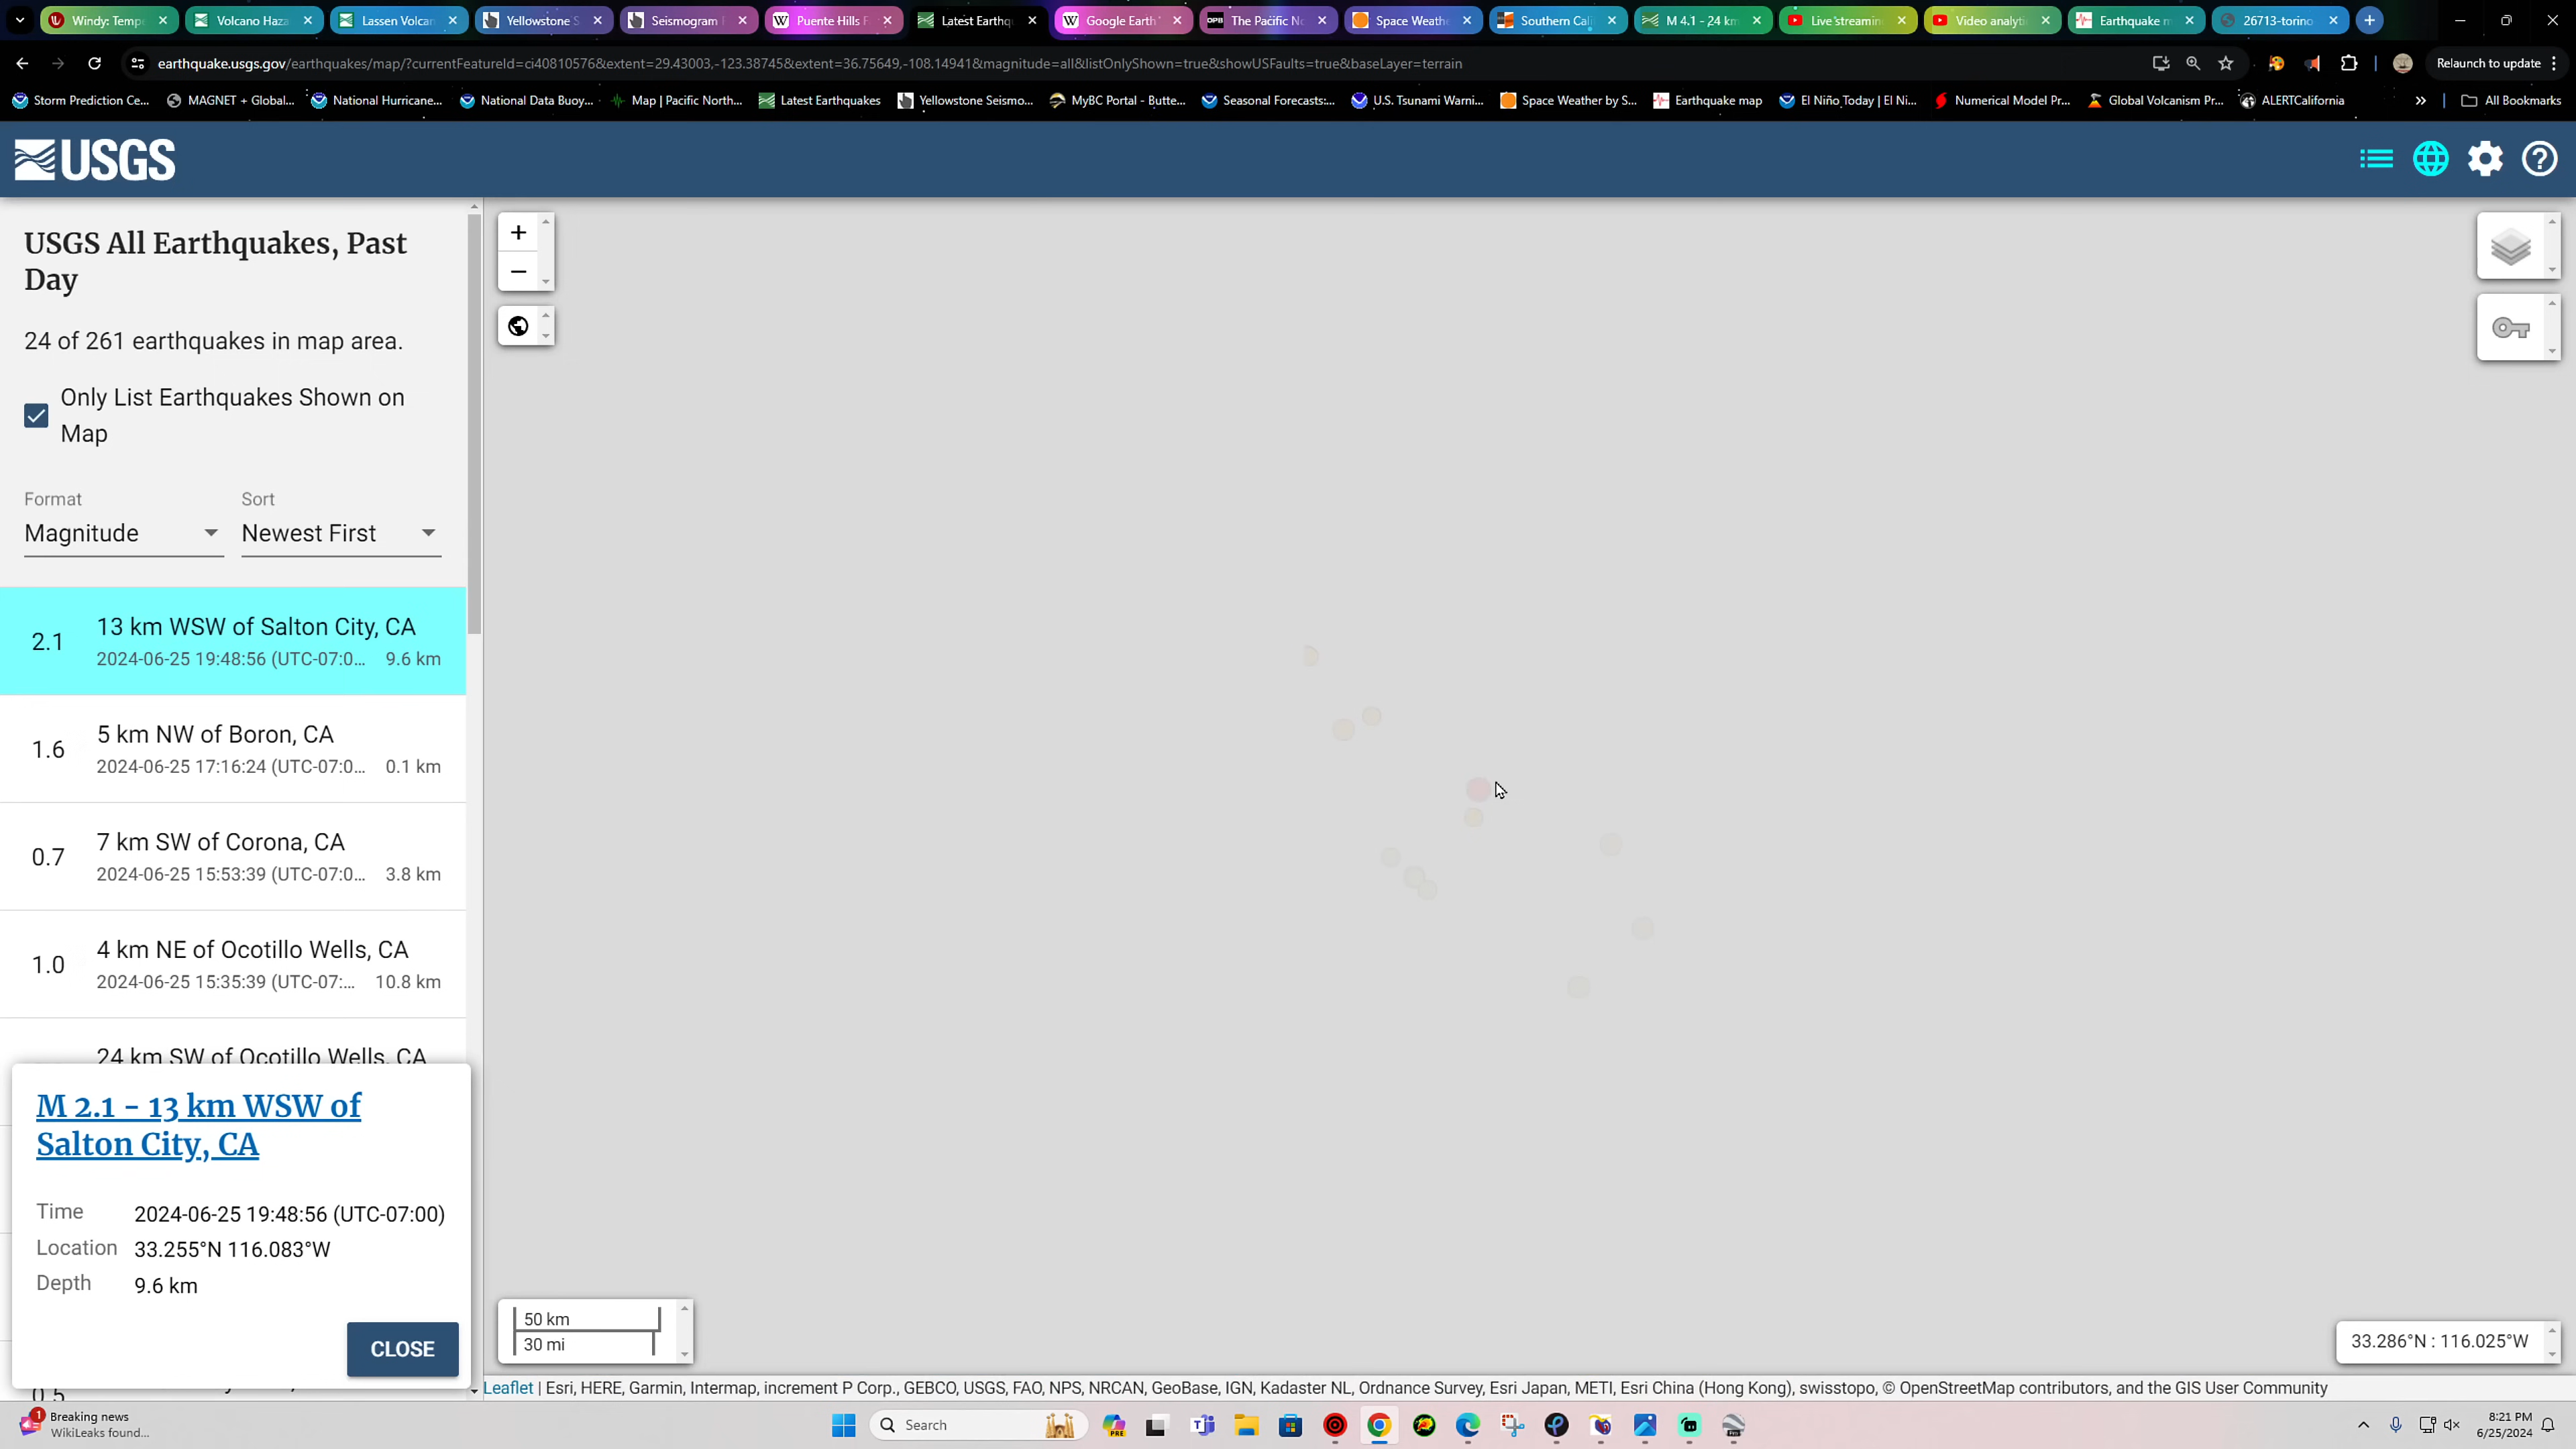 Windy: Tempe
Volcano Haza
Lassen Volcan
Yellowstone S
Seismogram
Puente Hills F
Latest Earthq
Google Earth
The Pacific No
Space Weathe
Southern Cali
M 4.1 - 24 km
Live streamin
Video analyti
Earthquake m
26713-torino
earthquake.usgs.gov/earthquakes/map/?currentFeatureId=ci40810576&extent=29.43003,-123.38745&extent=36.75649,-108.14941&magnitude=all&listOnlyShown=true&showUSFaults=true&baseLayer=terrain
Relaunch to update
Storm Prediction Ce...
MAGNET + Global...
National Hurricane...
National Data Buoy...
Map | Pacific North...
Latest Earthquakes
Yellowstone Seismo...
MyBC Portal - Butte...
Seasonal Forecasts:...
U.S. Tsunami Warni...
Space Weather by S...
Earthquake map
El Niño Today | El Ni...
Numerical Model Pr...
Global Volcanism Pr...
ALERTCalifornia
All Bookmarks
USGS
USGS All Earthquakes, Past
Day
24 of 261 earthquakes in map area.
Only List Earthquakes Shown on
Map
Format
Sort
Magnitude
Newest First
2.1
13 km WSW of Salton City, CA
2024-06-25 19:48:56 (UTC-07:0... 9.6 km
1.6
5 km NW of Boron, CA
2024-06-25 17:16:24 (UTC-07:0... 0.1 km
0.7
7 km SW of Corona, CA
2024-06-25 15:53:39 (UTC-07:0... 3.8 km
1.0
4 km NE of Ocotillo Wells, CA
2024-06-25 15:35:39 (UTC-07:... 10.8 km
24 km SW of Ocotillo Wells, CA
M 2.1 - 13 km WSW of
Salton City, CA
Time 2024-06-25 19:48:56 (UTC-07:00)
Location 33.255°N 116.083°W
Depth 9.6 km
CLOSE
0.5
50 km
30 mi
33.286°N : 116.025°W
Leaflet | Esri, HERE, Garmin, Intermap, increment P Corp., GEBCO, USGS, FAO, NPS, NRCAN, GeoBase, IGN, Kadaster NL, Ordnance Survey, Esri Japan, METI, Esri China (Hong Kong), swisstopo, © OpenStreetMap contributors, and the GIS User Community
1
Breaking news
WikiLeaks found...
Search
PRE
8:21 PM
6/25/2024